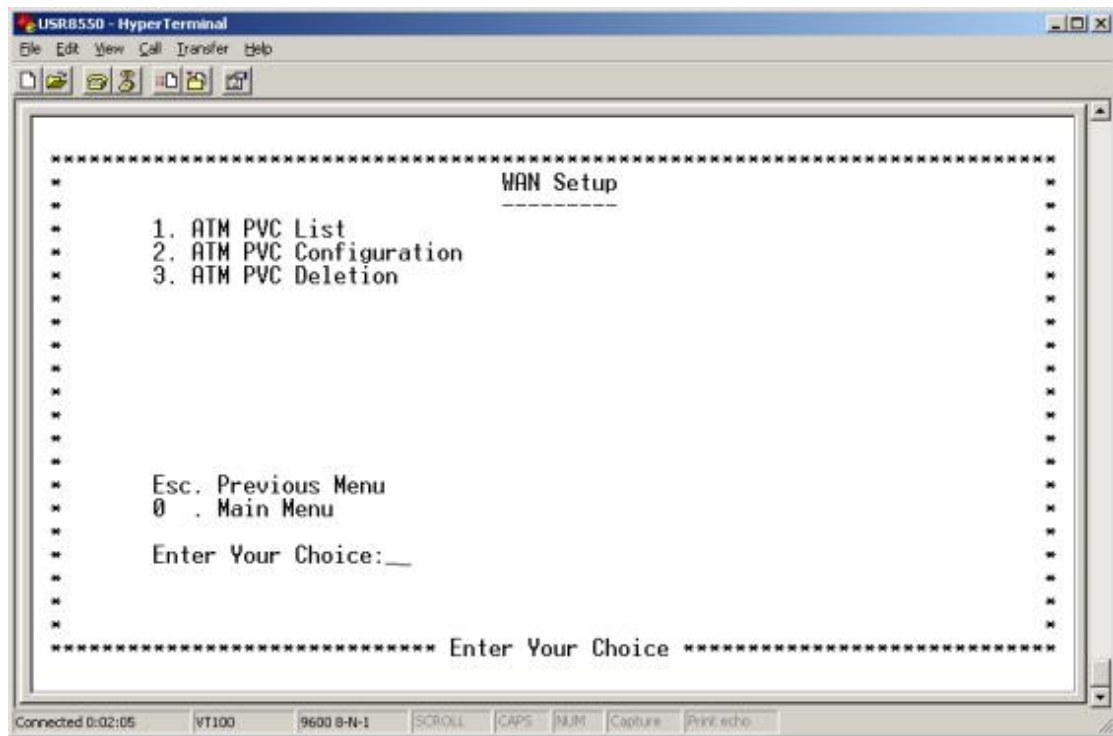 USR8550 - HyperTerminal
File Edit View Call Transfer Help
******************************************************************************
WAN Setup
---------
1. ATM PVC List
2. ATM PVC Configuration
3. ATM PVC Deletion
Esc. Previous Menu
0 . Main Menu
Enter Your Choice:__
****************************** Enter Your Choice *****************************
Connected 0:02:05 VT100 9600 8-N-1 SCROLL CAPS NUM Capture Print echo